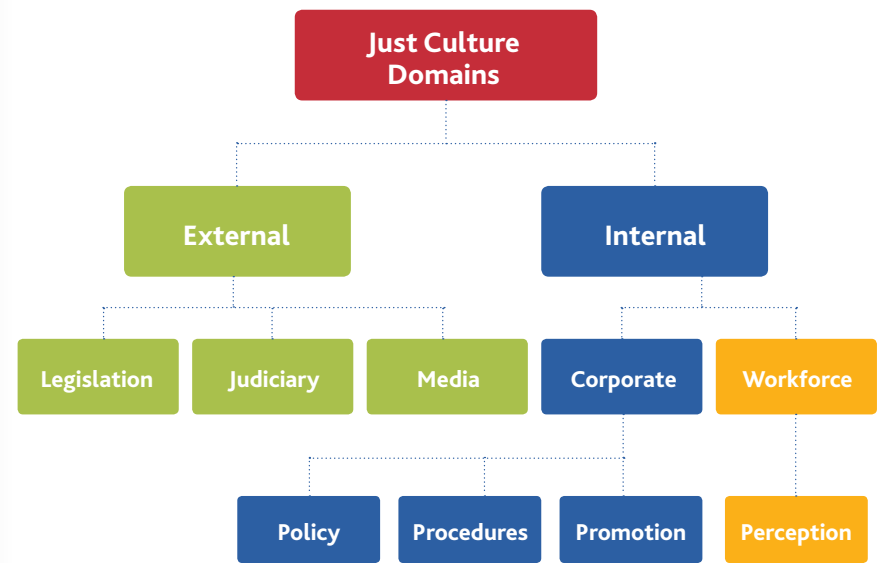 Just Culture
Domains
External
Internal
Legislation
Judiciary
Media
Corporate
Workforce
Policy
Procedures
Promotion
Perception